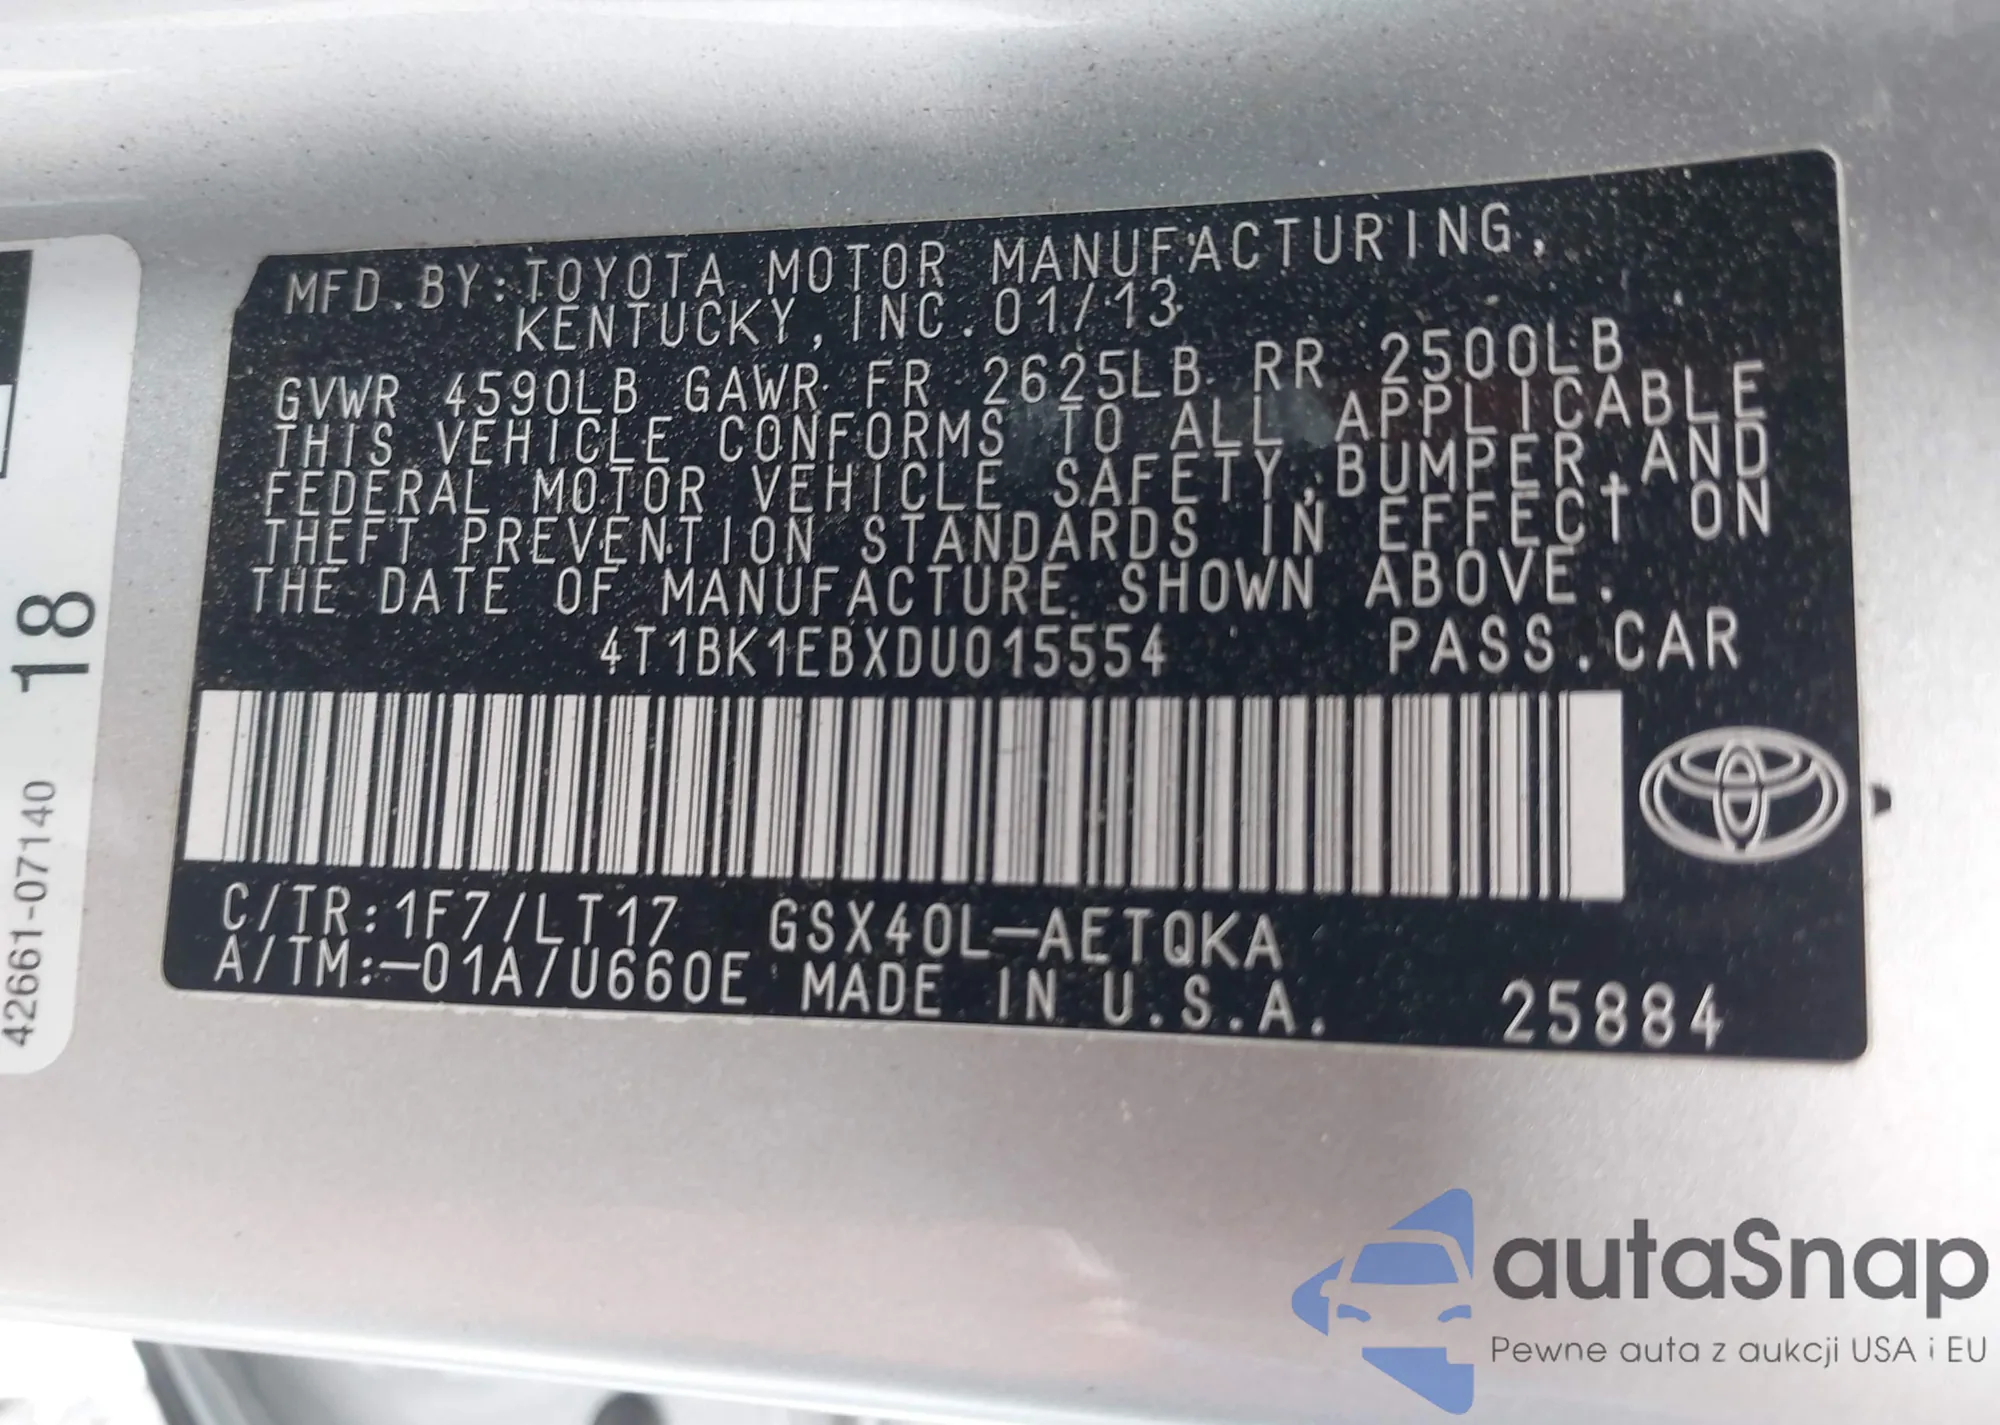 MFD.BY:TOYOTA MOTOR MANUFACTURING,
KENTUCKY, INC. 01/13
GVWR 4590LB GAWR FR 2625LB RR 2500LB
THIS VEHICLE CONFORMS TO ALL APPLICABLE
FEDERAL MOTOR VEHICLE SAFETY, BUMPER, AND
THEFT PREVENTION STANDARDS IN EFFECT ON
THE DATE OF MANUFACTURE SHOWN ABOVE.
4T1BK1EBXDU015554 PASS.CAR
C/TR:1F7/LT17 GSX40L-AETQKA
A/TM:-01A/U660E MADE IN U.S.A. 25884
18
42661-07140
autaSnap
Pewne auta z aukcji USA i EU